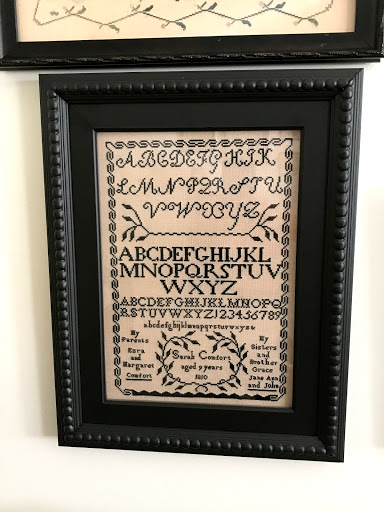 ABCDEFGHIJK
LMNOPQRSTU
VWXYZ
ABCDEFGHIJKL
MNOPQRSTUV
WXYZ
ABCDEFGHIJKLMNOPQ
RSTUVWXYZ123456789
abcdefghijklmnopqrstuvwxyz&
My
Parents
Ezra
and
Margaret
Comfort
Sarah Comfort
aged 9 years
1810
My
Sisters
and
Brother
Grace
Jane Ann
and John